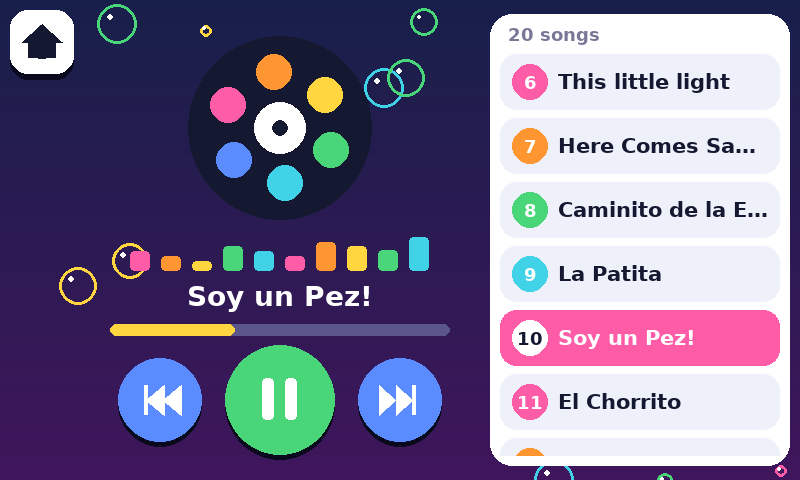 20 songs
6 This little light
7 Here Comes Sa...
8 Caminito de la E...
9 La Patita
10 Soy un Pez!
11 El Chorrito
Soy un Pez!